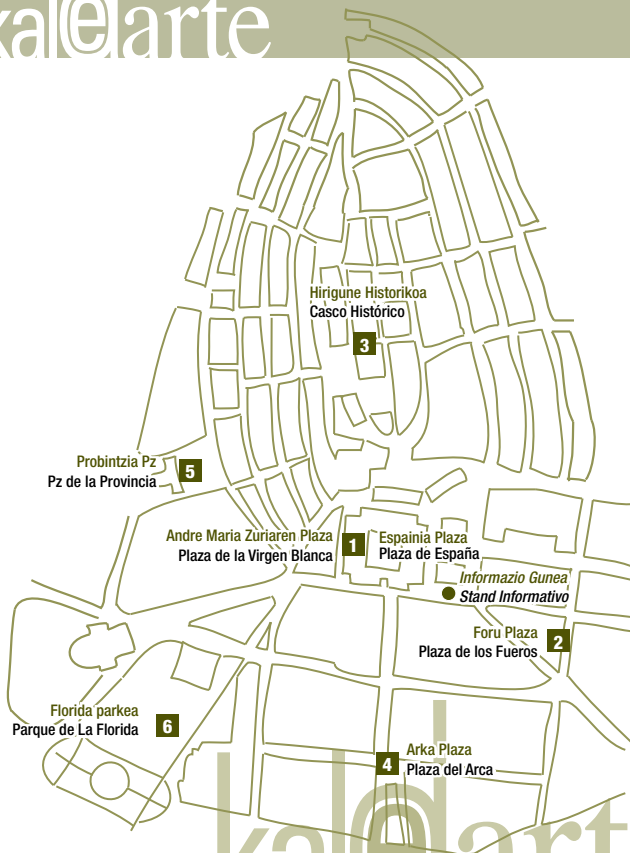 kaledarte
Hirigune Historikoa
Casco Histórico
3
Probintzia Pz
Pz de la Provincia
5
Andre Maria Zuriaren Plaza
Plaza de la Virgen Blanca
1
Espainia Plaza
Plaza de España
Informazio Gunea
Stand Informativo
Foru Plaza
Plaza de los Fueros
2
Florida parkea
Parque de La Florida
6
Arka Plaza
Plaza del Arca
4
kaledart